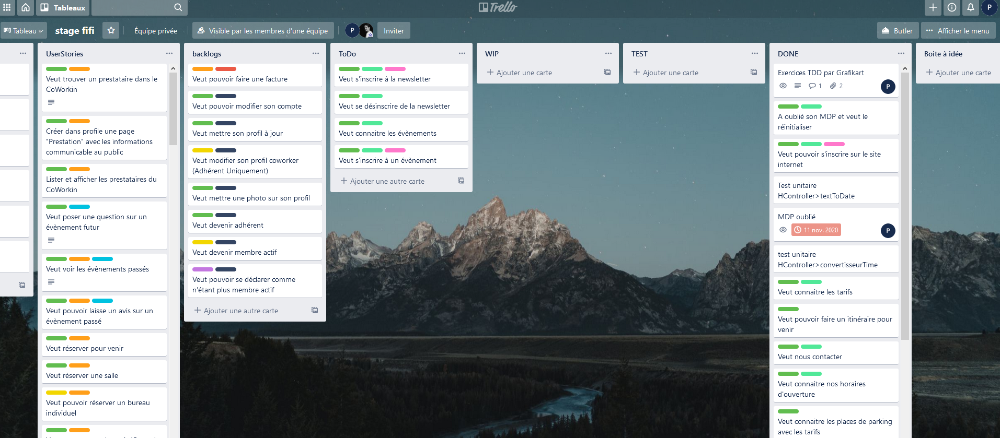 Tableaux
Trello
P
Tableau
stage fifi
Équipe privée
Visible par les membres d'une équipe
P
Inviter
Butler
Afficher le menu
UserStories
Veut trouver un prestataire dans le
CoWorkin
Créer dans profile une page
"Prestation" avec les informations
communicable au public
Lister et afficher les prestataires du
CoWorkin
Veut poser une question sur un
évènement futur
Veut voir les évènements passés
Veut pouvoir laisse un avis sur un
évènement passé
Veut réserver pour venir
Veut réserver une salle
Veut pouvoir réserver un bureau
individuel
backlogs
Veut pouvoir faire une facture
Veut pouvoir modifier son compte
Veut mettre son profil à jour
Veut modifier son profil coworker
(Adhérent Uniquement)
Veut mettre une photo sur son profil
Veut devenir adhérent
Veut devenir membre actif
Veut pouvoir se déclarer comme
n'étant plus membre actif
Ajouter une autre carte
ToDo
Veut s'inscrire à la newsletter
Veut se désinscrire de la newsletter
Veut connaitre les évènements
Veut s'inscrire à un évènement
Ajouter une autre carte
WIP
Ajouter une carte
TEST
Ajouter une carte
DONE
Exercices TDD par Grafikart
1 2
P
A oublié son MDP et veut le
réinitialiser
Veut pouvoir s'inscrire sur le site
internet
Test unitaire
HController>textToDate
MDP oublié
11 nov. 2020
P
test unitaire
HController>convertisseurTime
Veut connaitre les tarifs
Veut pouvoir faire un itinéraire pour
venir
Veut nous contacter
Veut connaitre nos horaires
d'ouverture
Veut connaitre les places de parking
avec les tarifs
Boite à idée
Ajouter une carte